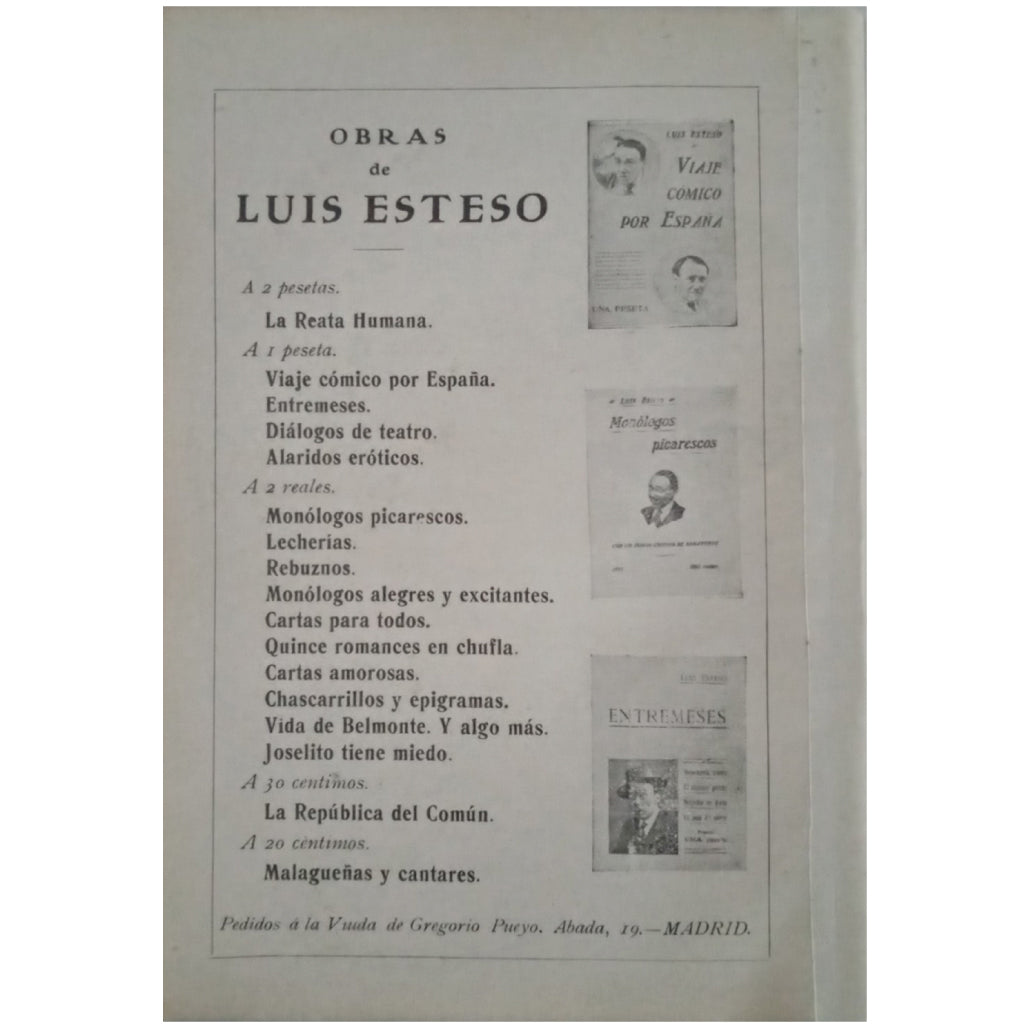 OBRAS
de
LUIS ESTESO
A 2 pesetas.
La Reata Humana.
A 1 peseta.
Viaje cómico por España.
Entremeses.
Diálogos de teatro.
Alaridos eróticos.
A 2 reales.
Monólogos picarescos.
Lecherías.
Rebuznos.
Monólogos alegres y excitantes.
Cartas para todos.
Quince romances en chufla.
Cartas amorosas.
Chascarrillos y epigramas.
Vida de Belmonte. Y algo más.
Joselito tiene miedo.
A 30 centimos.
La República del Común.
A 20 céntimos.
Malagueñas y cantares.
Pedidos á la Viuda de Gregorio Pueyo. Abada, 19.—MADRID.
LUIS ESTESO
VIAJE
CÓMICO
POR ESPAÑA
UNA PESETA
Monólogos
picarescos
ENTREMESES